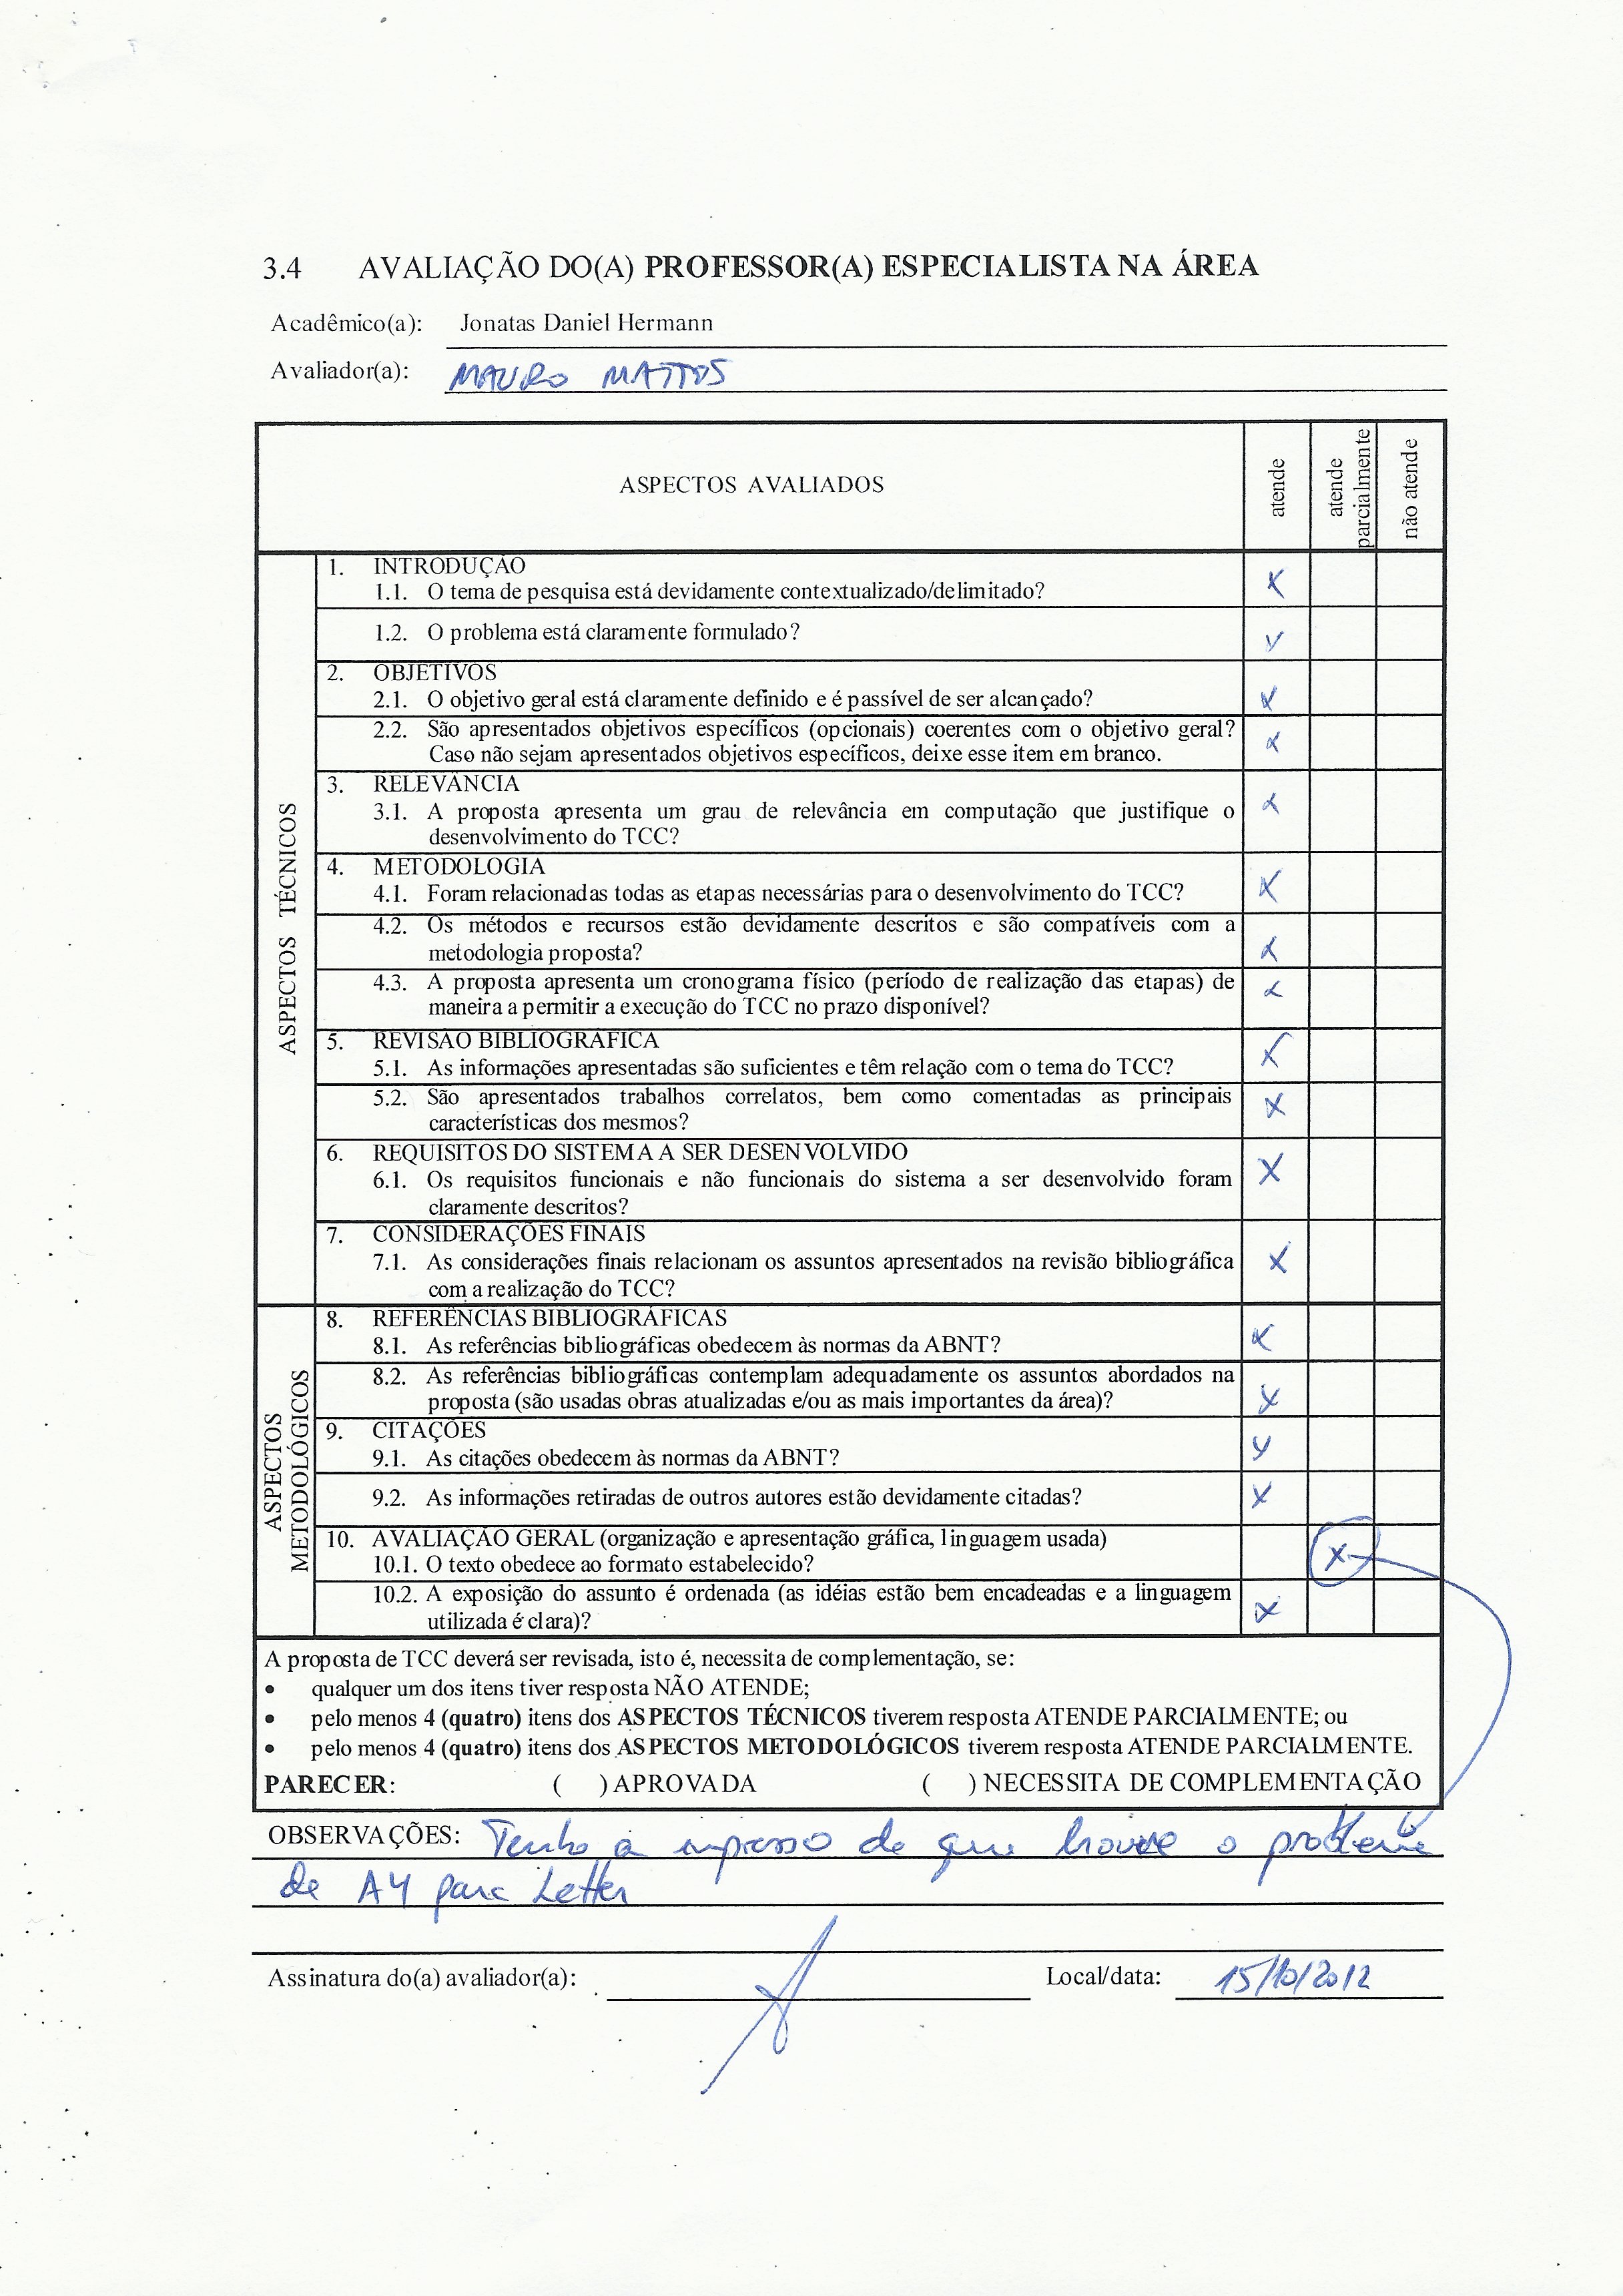 3.4 AVALIAÇÃO DO(A) PROFESSOR(A) ESPECIALISTA NA ÁREA
Acadêmico(a): Jonatas Daniel Hermann
Avaliador(a): MAURO MATTOS
ASPECTOS AVALIADOS
atende
atende parcialmente
não atende
ASPECTOS TÉCNICOS
1. INTRODUÇÃO
1.1. O tema de pesquisa está devidamente contextualizado/delimitado? X
1.2. O problema está claramente formulado? X
2. OBJETIVOS
2.1. O objetivo geral está claramente definido e é passível de ser alcançado? X
2.2. São apresentados objetivos específicos (opcionais) coerentes com o objetivo geral? X
Caso não sejam apresentados objetivos específicos, deixe esse item em branco.
3. RELEVÂNCIA
3.1. A proposta apresenta um grau de relevância em computação que justifique o X
desenvolvimento do TCC?
4. METODOLOGIA
4.1. Foram relacionadas todas as etapas necessárias para o desenvolvimento do TCC? X
4.2. Os métodos e recursos estão devidamente descritos e são compatíveis com a X
metodologia proposta?
4.3. A proposta apresenta um cronograma físico (período de realização das etapas) de X
maneira a permitir a execução do TCC no prazo disponível?
5. REVISÃO BIBLIOGRÁFICA
5.1. As informações apresentadas são suficientes e têm relação com o tema do TCC? X
5.2. São apresentados trabalhos correlatos, bem como comentadas as principais X
características dos mesmos?
6. REQUISITOS DO SISTEMA A SER DESENVOLVIDO
6.1. Os requisitos funcionais e não funcionais do sistema a ser desenvolvido foram X
claramente descritos?
7. CONSIDERAÇÕES FINAIS
7.1. As considerações finais relacionam os assuntos apresentados na revisão bibliográfica X
com a realização do TCC?
ASPECTOS METODOLÓGICOS
8. REFERÊNCIAS BIBLIOGRÁFICAS
8.1. As referências bibliográficas obedecem às normas da ABNT? X
8.2. As referências bibliográficas contemplam adequadamente os assuntos abordados na X
proposta (são usadas obras atualizadas e/ou as mais importantes da área)?
9. CITAÇÕES
9.1. As citações obedecem às normas da ABNT? X
9.2. As informações retiradas de outros autores estão devidamente citadas? X
10. AVALIAÇÃO GERAL (organização e apresentação gráfica, linguagem usada)
10.1. O texto obedece ao formato estabelecido? X
10.2. A exposição do assunto é ordenada (as idéias estão bem encadeadas e a linguagem X
utilizada é clara)?
A proposta de TCC deverá ser revisada, isto é, necessita de complementação, se:
• qualquer um dos itens tiver resposta NÃO ATENDE;
• pelo menos 4 (quatro) itens dos ASPECTOS TÉCNICOS tiverem resposta ATENDE PARCIALMENTE; ou
• pelo menos 4 (quatro) itens dos ASPECTOS METODOLÓGICOS tiverem resposta ATENDE PARCIALMENTE.
PARECER: ( ) APROVADA ( ) NECESSITA DE COMPLEMENTAÇÃO
OBSERVAÇÕES: Tenho a de que houve o problema
de A4 para Letter
Assinatura do(a) avaliador(a): Local/data: 15/10/2012